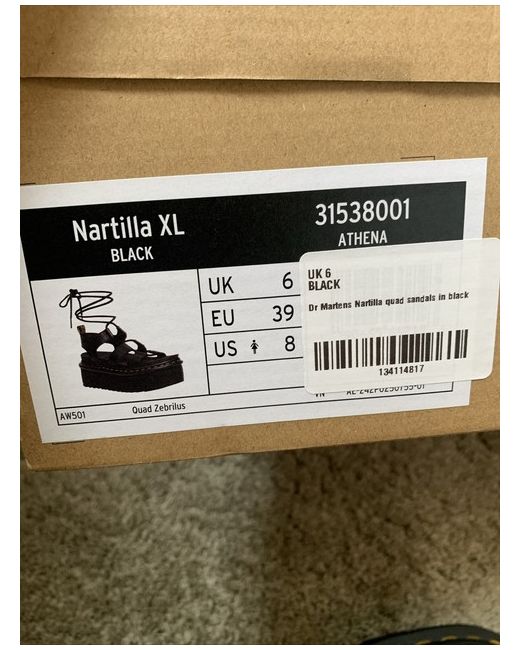 Nartilla XL
BLACK
31538001
ATHENA
UK 6
EU 39
US 8
AW501
Quad Zebrilus
UK 6
BLACK
Dr Martens Nartilla quad sandals in black
134114817